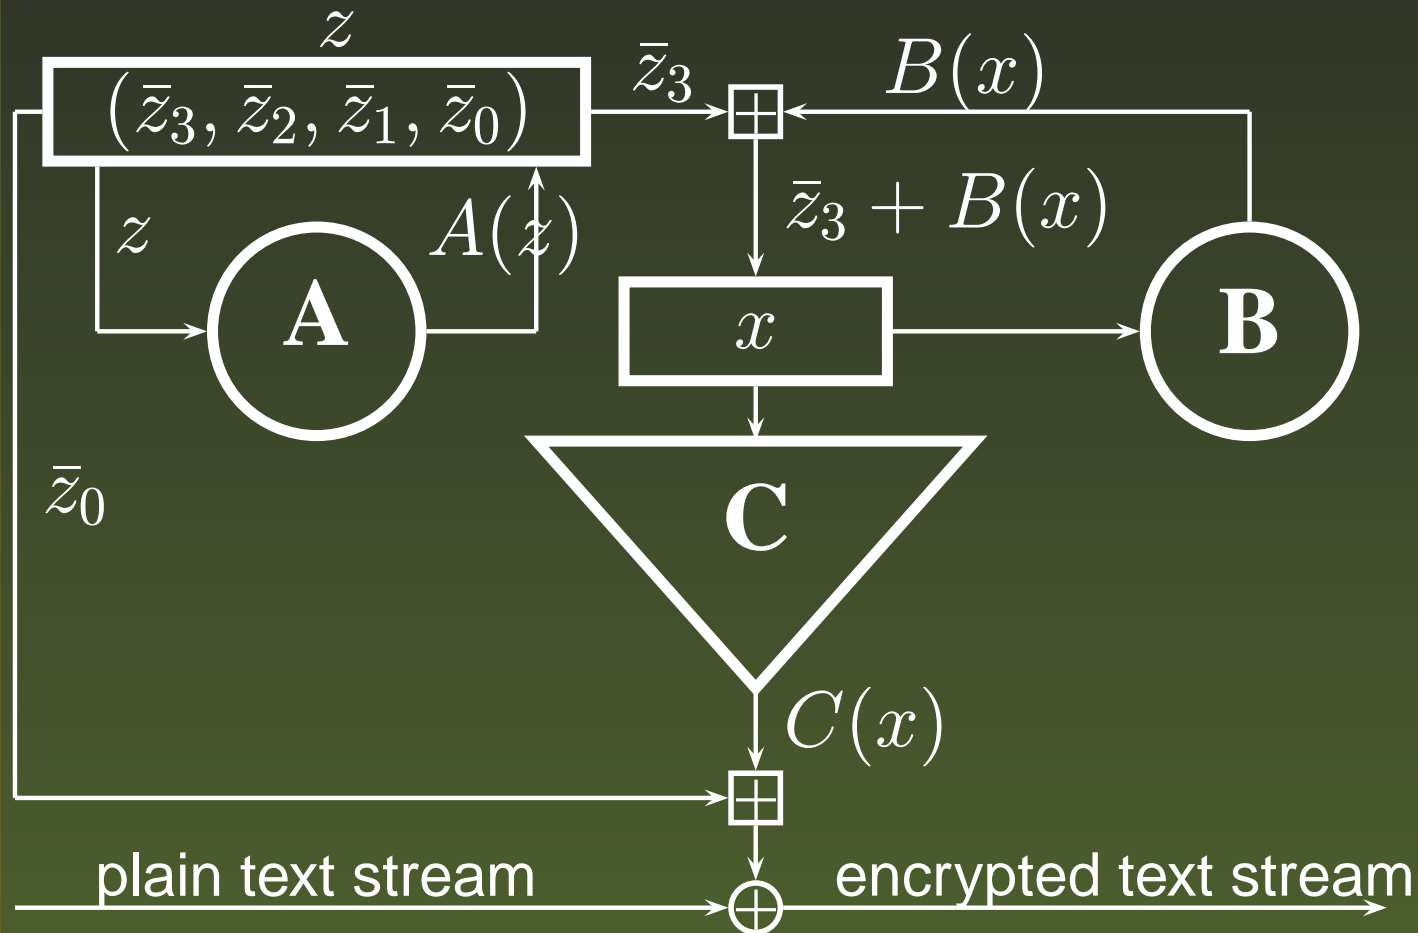 z
(z̄₃, z̄₂, z̄₁, z̄₀)
z̄₃
B(x)
z
A(z)
z̄₃ + B(x)
A
x
B
z̄₀
C
C(x)
plain text stream
encrypted text stream